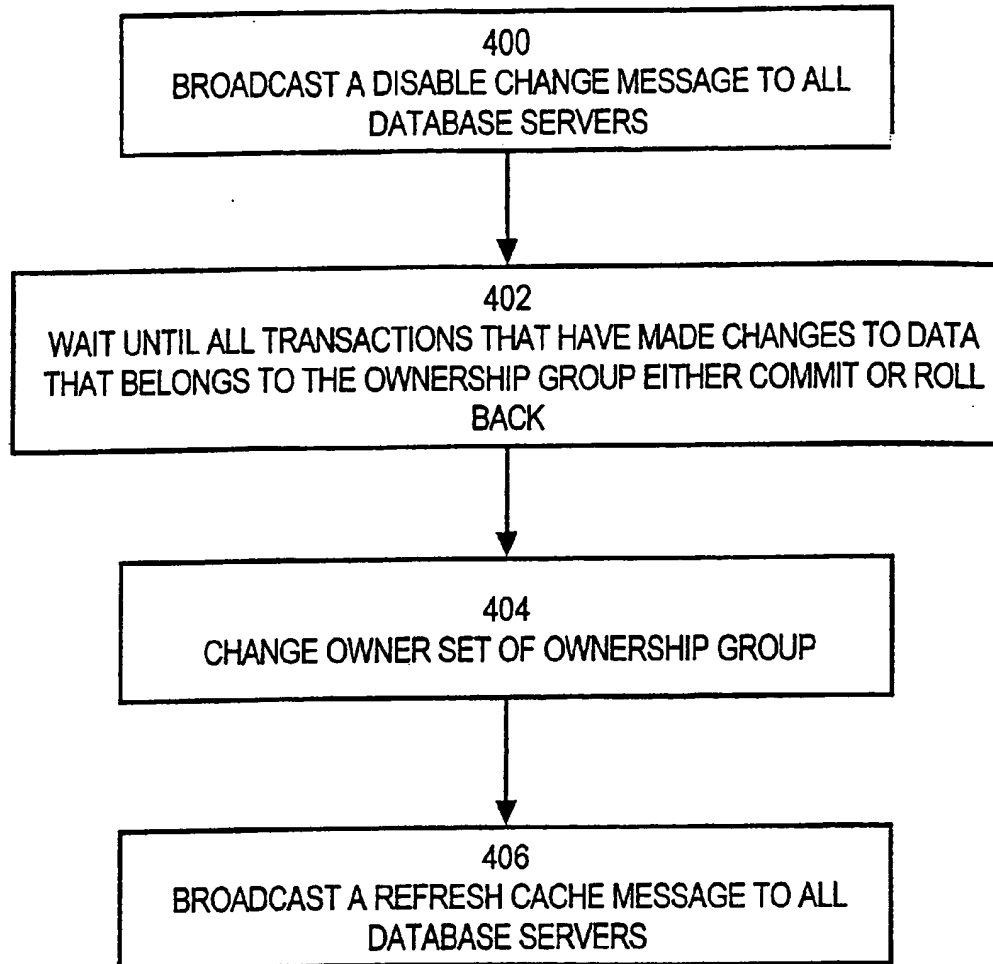 400
BROADCAST A DISABLE CHANGE MESSAGE TO ALL
DATABASE SERVERS
402
WAIT UNTIL ALL TRANSACTIONS THAT HAVE MADE CHANGES TO DATA
THAT BELONGS TO THE OWNERSHIP GROUP EITHER COMMIT OR ROLL
BACK
404
CHANGE OWNER SET OF OWNERSHIP GROUP
406
BROADCAST A REFRESH CACHE MESSAGE TO ALL
DATABASE SERVERS